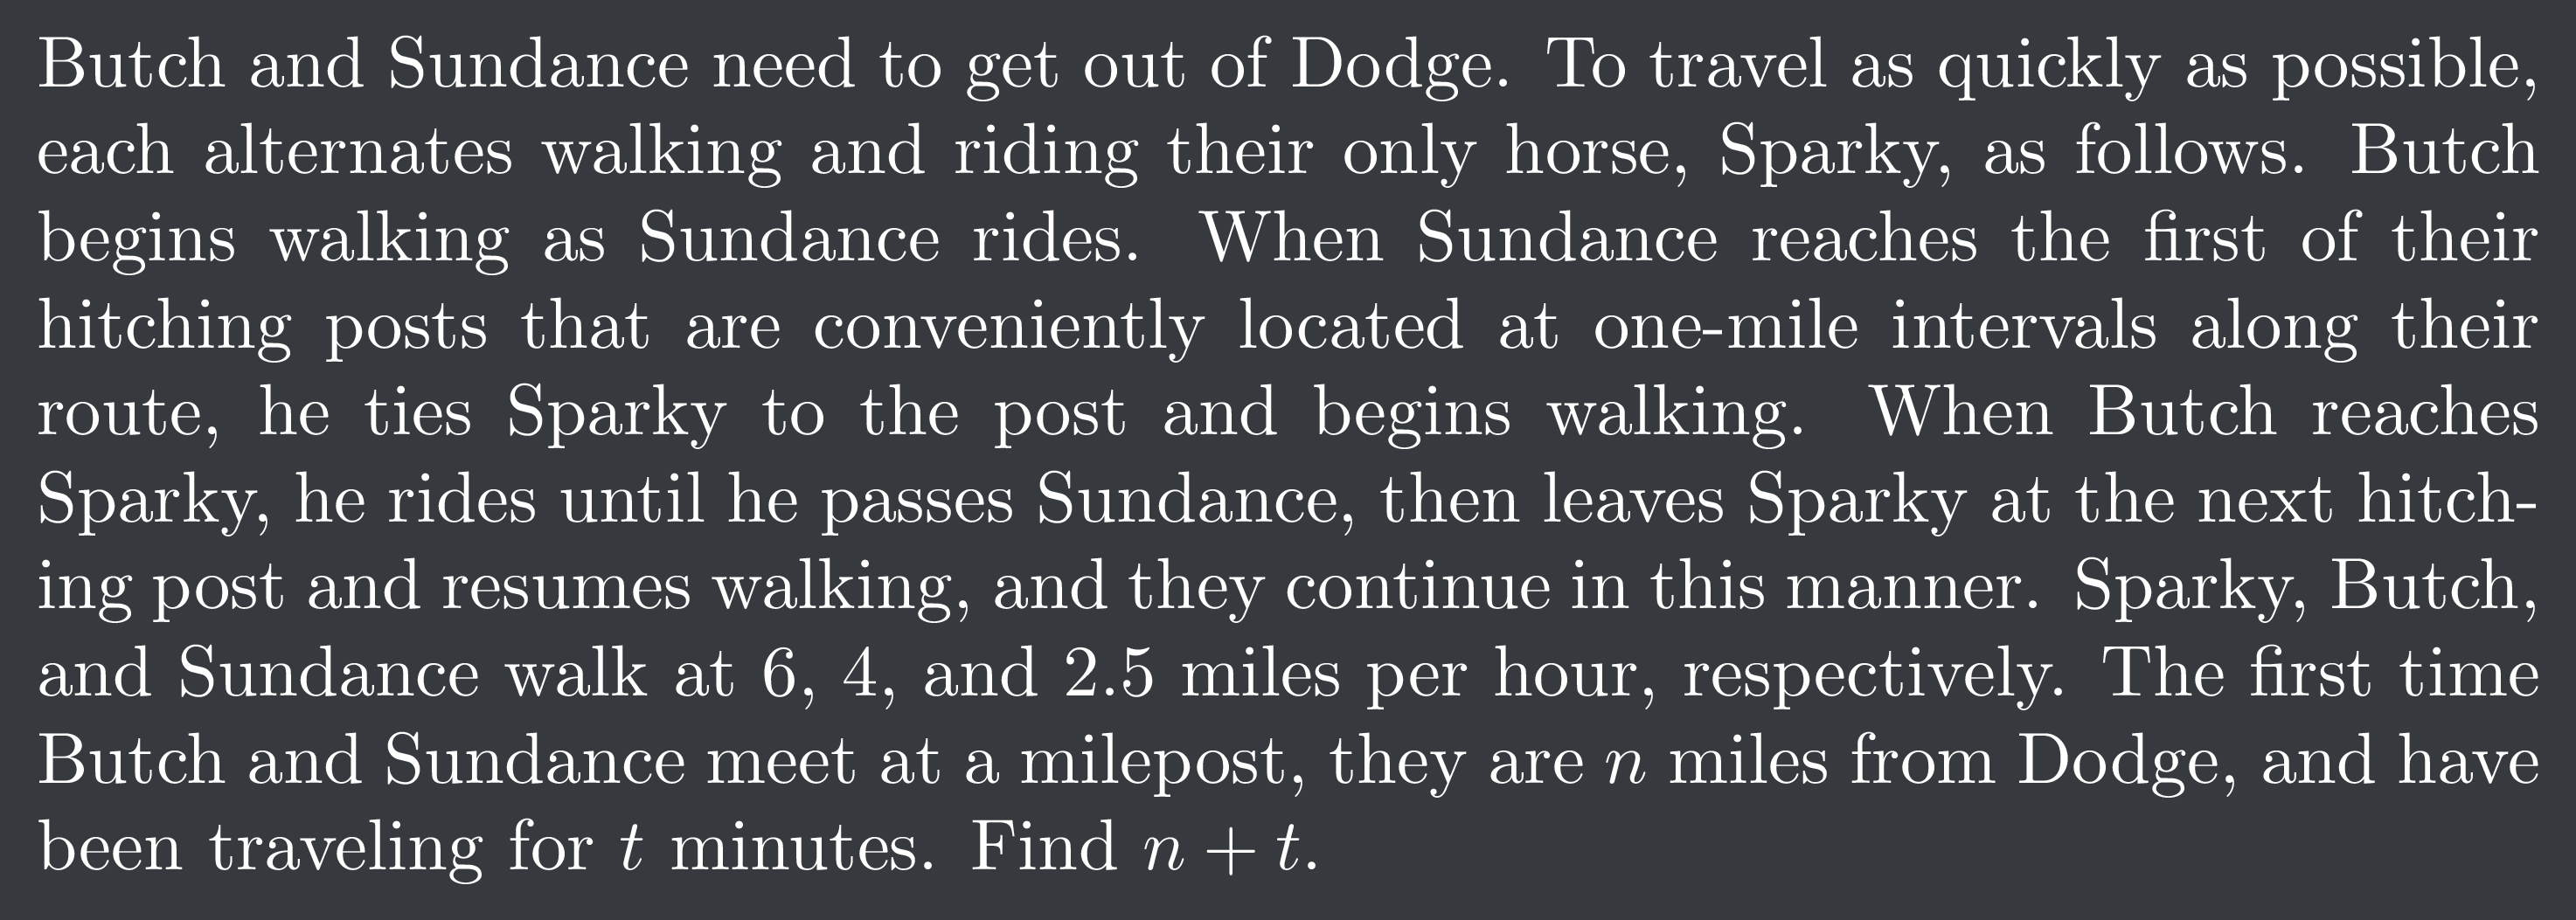 Butch and Sundance need to get out of Dodge. To travel as quickly as possible,
each alternates walking and riding their only horse, Sparky, as follows. Butch
begins walking as Sundance rides. When Sundance reaches the first of their
hitching posts that are conveniently located at one-mile intervals along their
route, he ties Sparky to the post and begins walking. When Butch reaches
Sparky, he rides until he passes Sundance, then leaves Sparky at the next hitch-
ing post and resumes walking, and they continue in this manner. Sparky, Butch,
and Sundance walk at 6, 4, and 2.5 miles per hour, respectively. The first time
Butch and Sundance meet at a milepost, they are n miles from Dodge, and have
been traveling for t minutes. Find n + t.